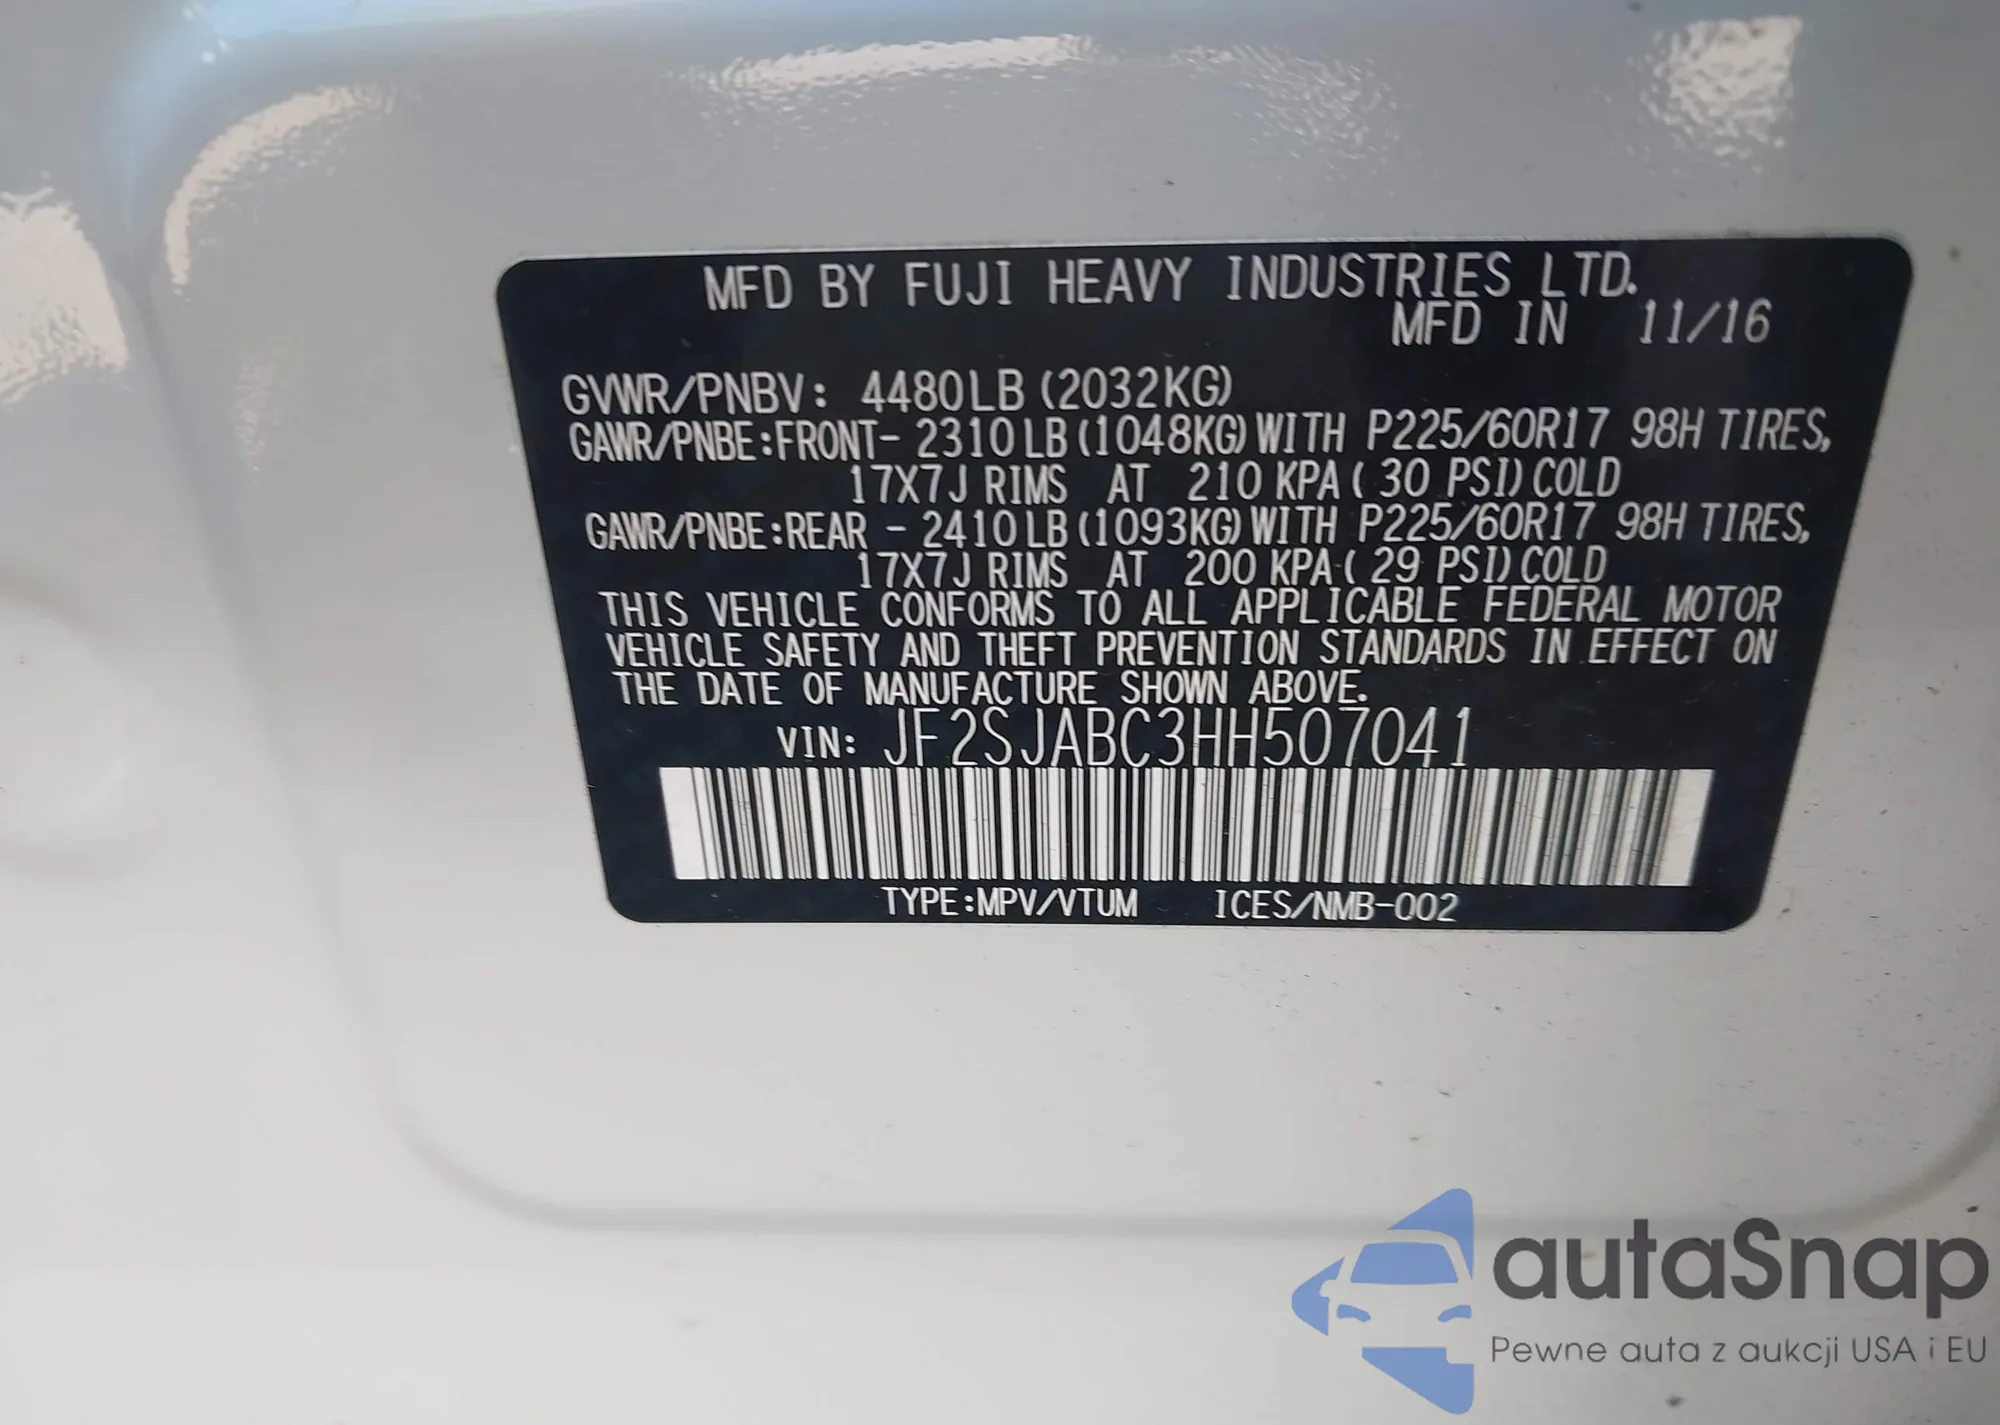 MFD BY FUJI HEAVY INDUSTRIES LTD.
MFD IN 11/16
GVWR/PNBV: 4480LB (2032KG)
GAWR/PNBE:FRONT- 2310LB (1048KG) WITH P225/60R17 98H TIRES,
17X7J RIMS AT 210 KPA ( 30 PSI) COLD
GAWR/PNBE:REAR - 2410LB (1093KG) WITH P225/60R17 98H TIRES,
17X7J RIMS AT 200 KPA ( 29 PSI) COLD
THIS VEHICLE CONFORMS TO ALL APPLICABLE FEDERAL MOTOR
VEHICLE SAFETY AND THEFT PREVENTION STANDARDS IN EFFECT ON
THE DATE OF MANUFACTURE SHOWN ABOVE.
VIN: JF2SJABC3HH507041
TYPE:MPV/VTUM ICES/NMB-002
autaSnap
Pewne auta z aukcji USA i EU